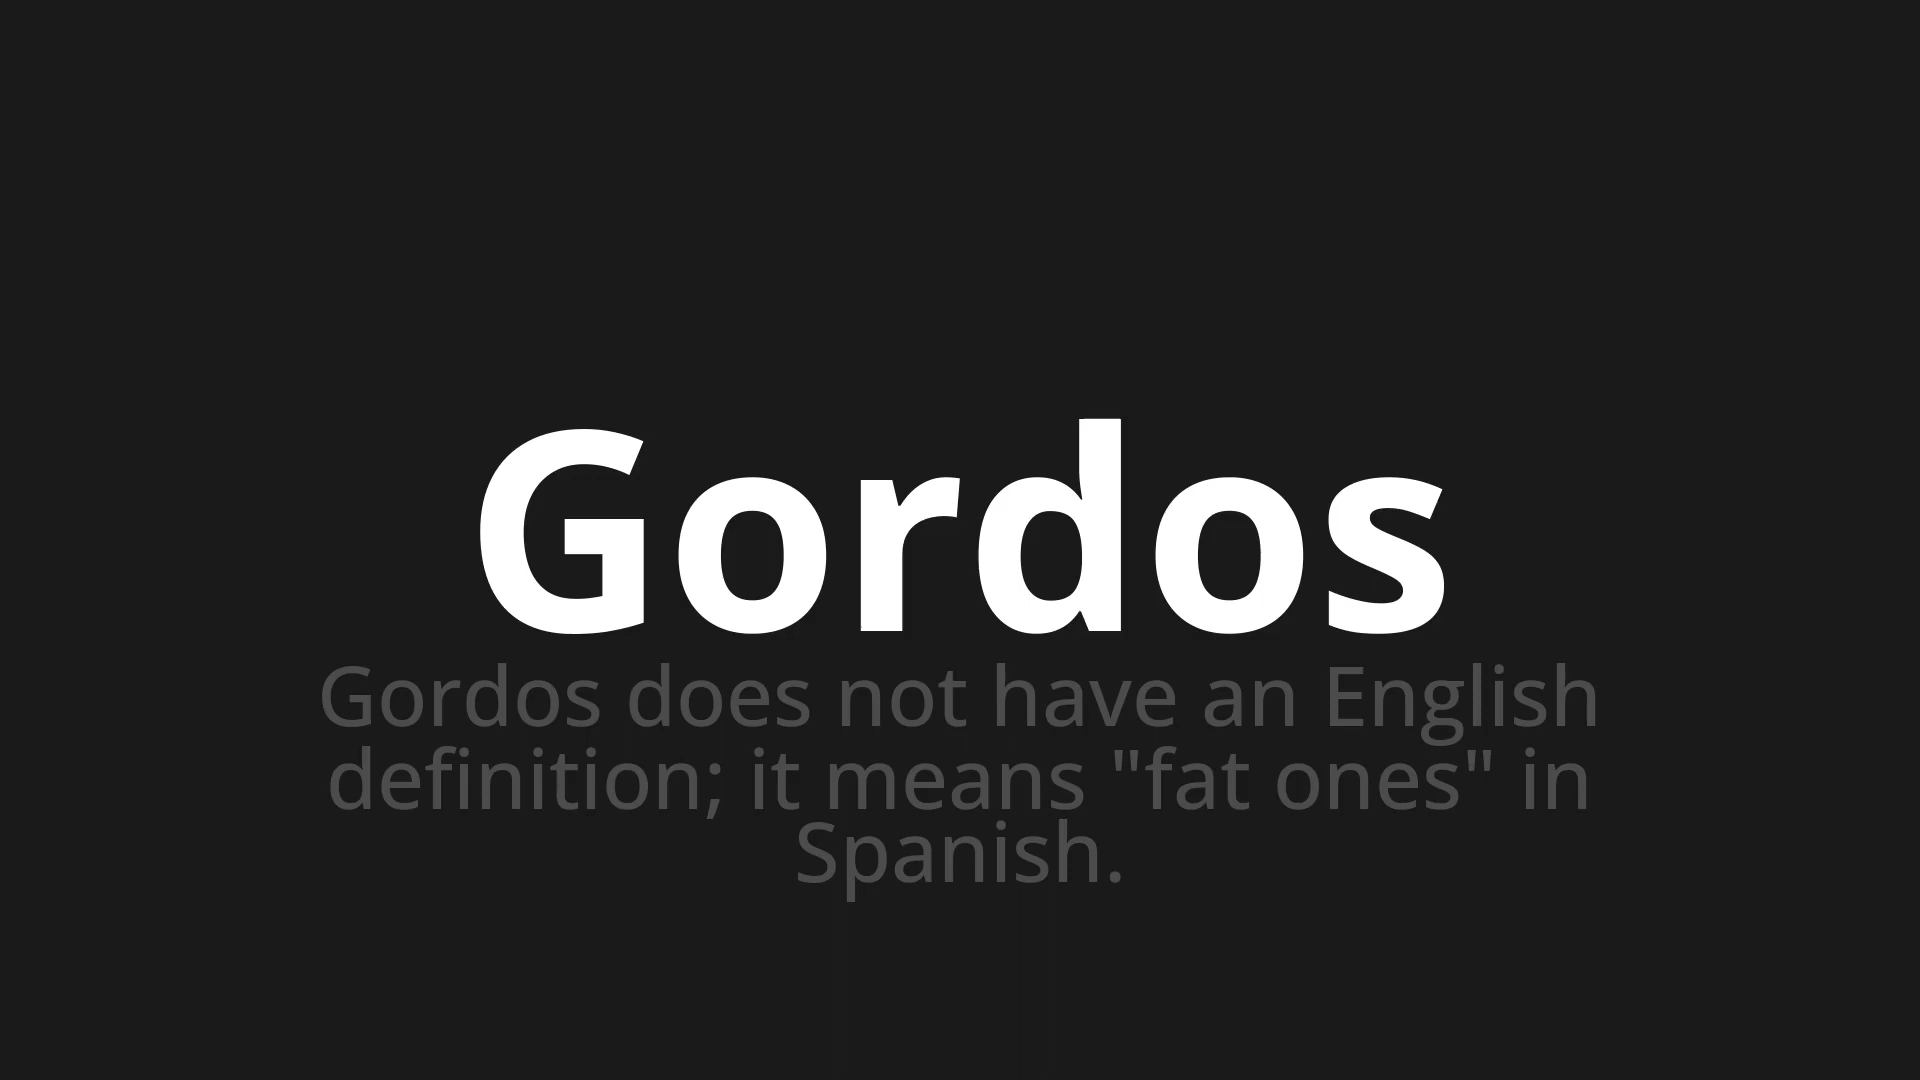 Gordos
Gordos does not have an English
definition; it means "fat ones" in
Spanish.